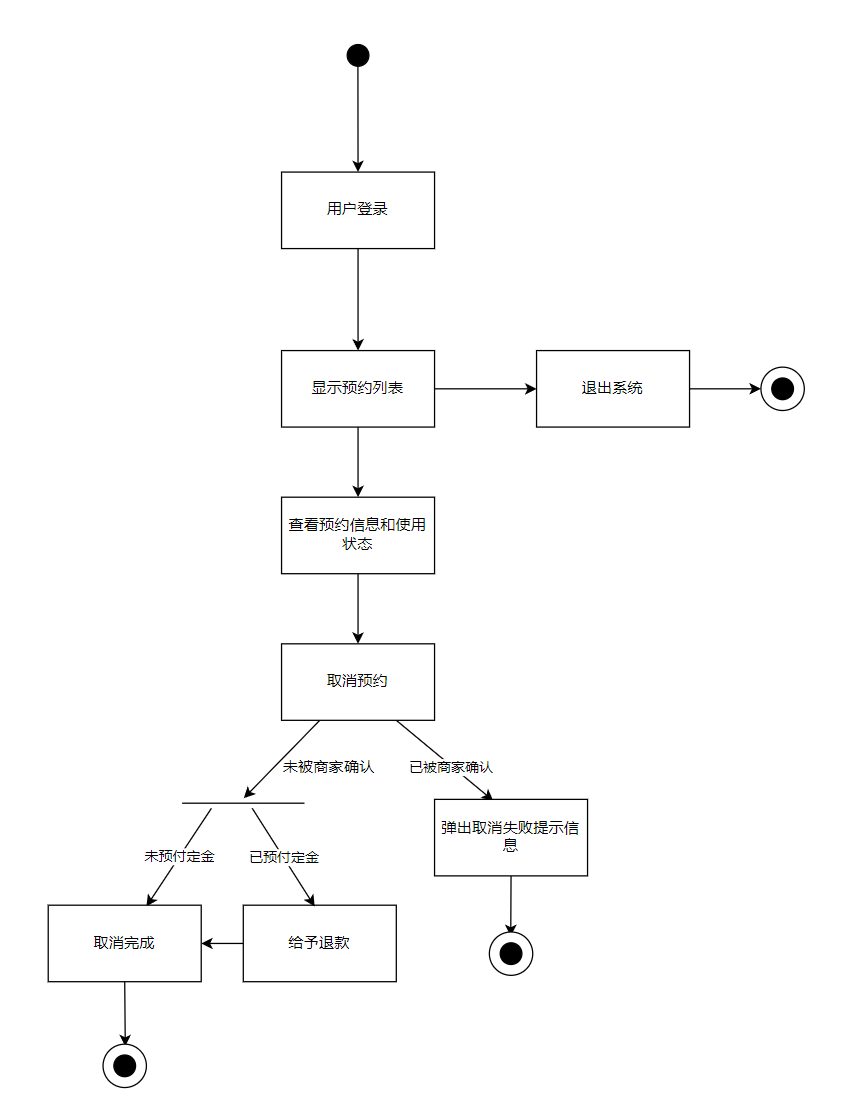 用户登录
显示预约列表
退出系统
查看预约信息和使用
状态
取消预约
未被商家确认
已被商家确认
弹出取消失败提示信
息
未预付定金
已预付定金
取消完成
给予退款